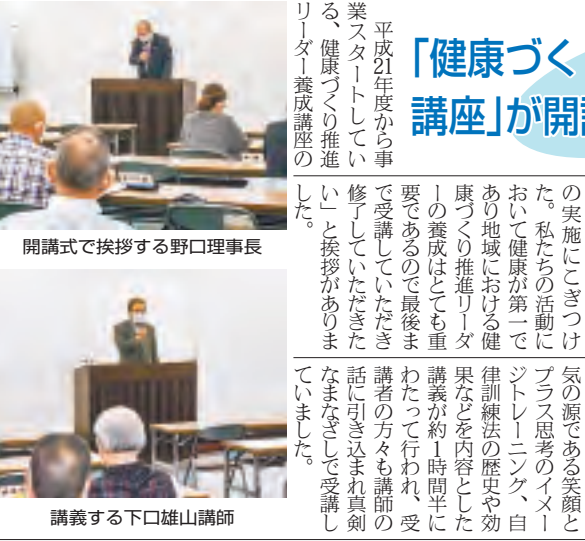 「健康づく
講座」が開
平成21年度から事
業スタートしてい
る、健康づくり推進
リーダー養成講座の
の実施にこぎつけ
た。私たちの活動に
おいて健康が第一で
あり地域における健
康づくり推進リーダ
ーの養成はとても重
要であるので最後ま
で受講していただき
修了していただきた
い」と挨拶がありま
した。
気の源である笑顔と
プラス思考のイメー
ジトレーニング、自
律訓練法の歴史や効
果などを内容とした
講義が約1時間半に
わたって行われ、受
講者の方々も講師の
話に引き込まれ真剣
なまなざしで受講し
ていました。
開講式で挨拶する野口理事長
講義する下口雄山講師